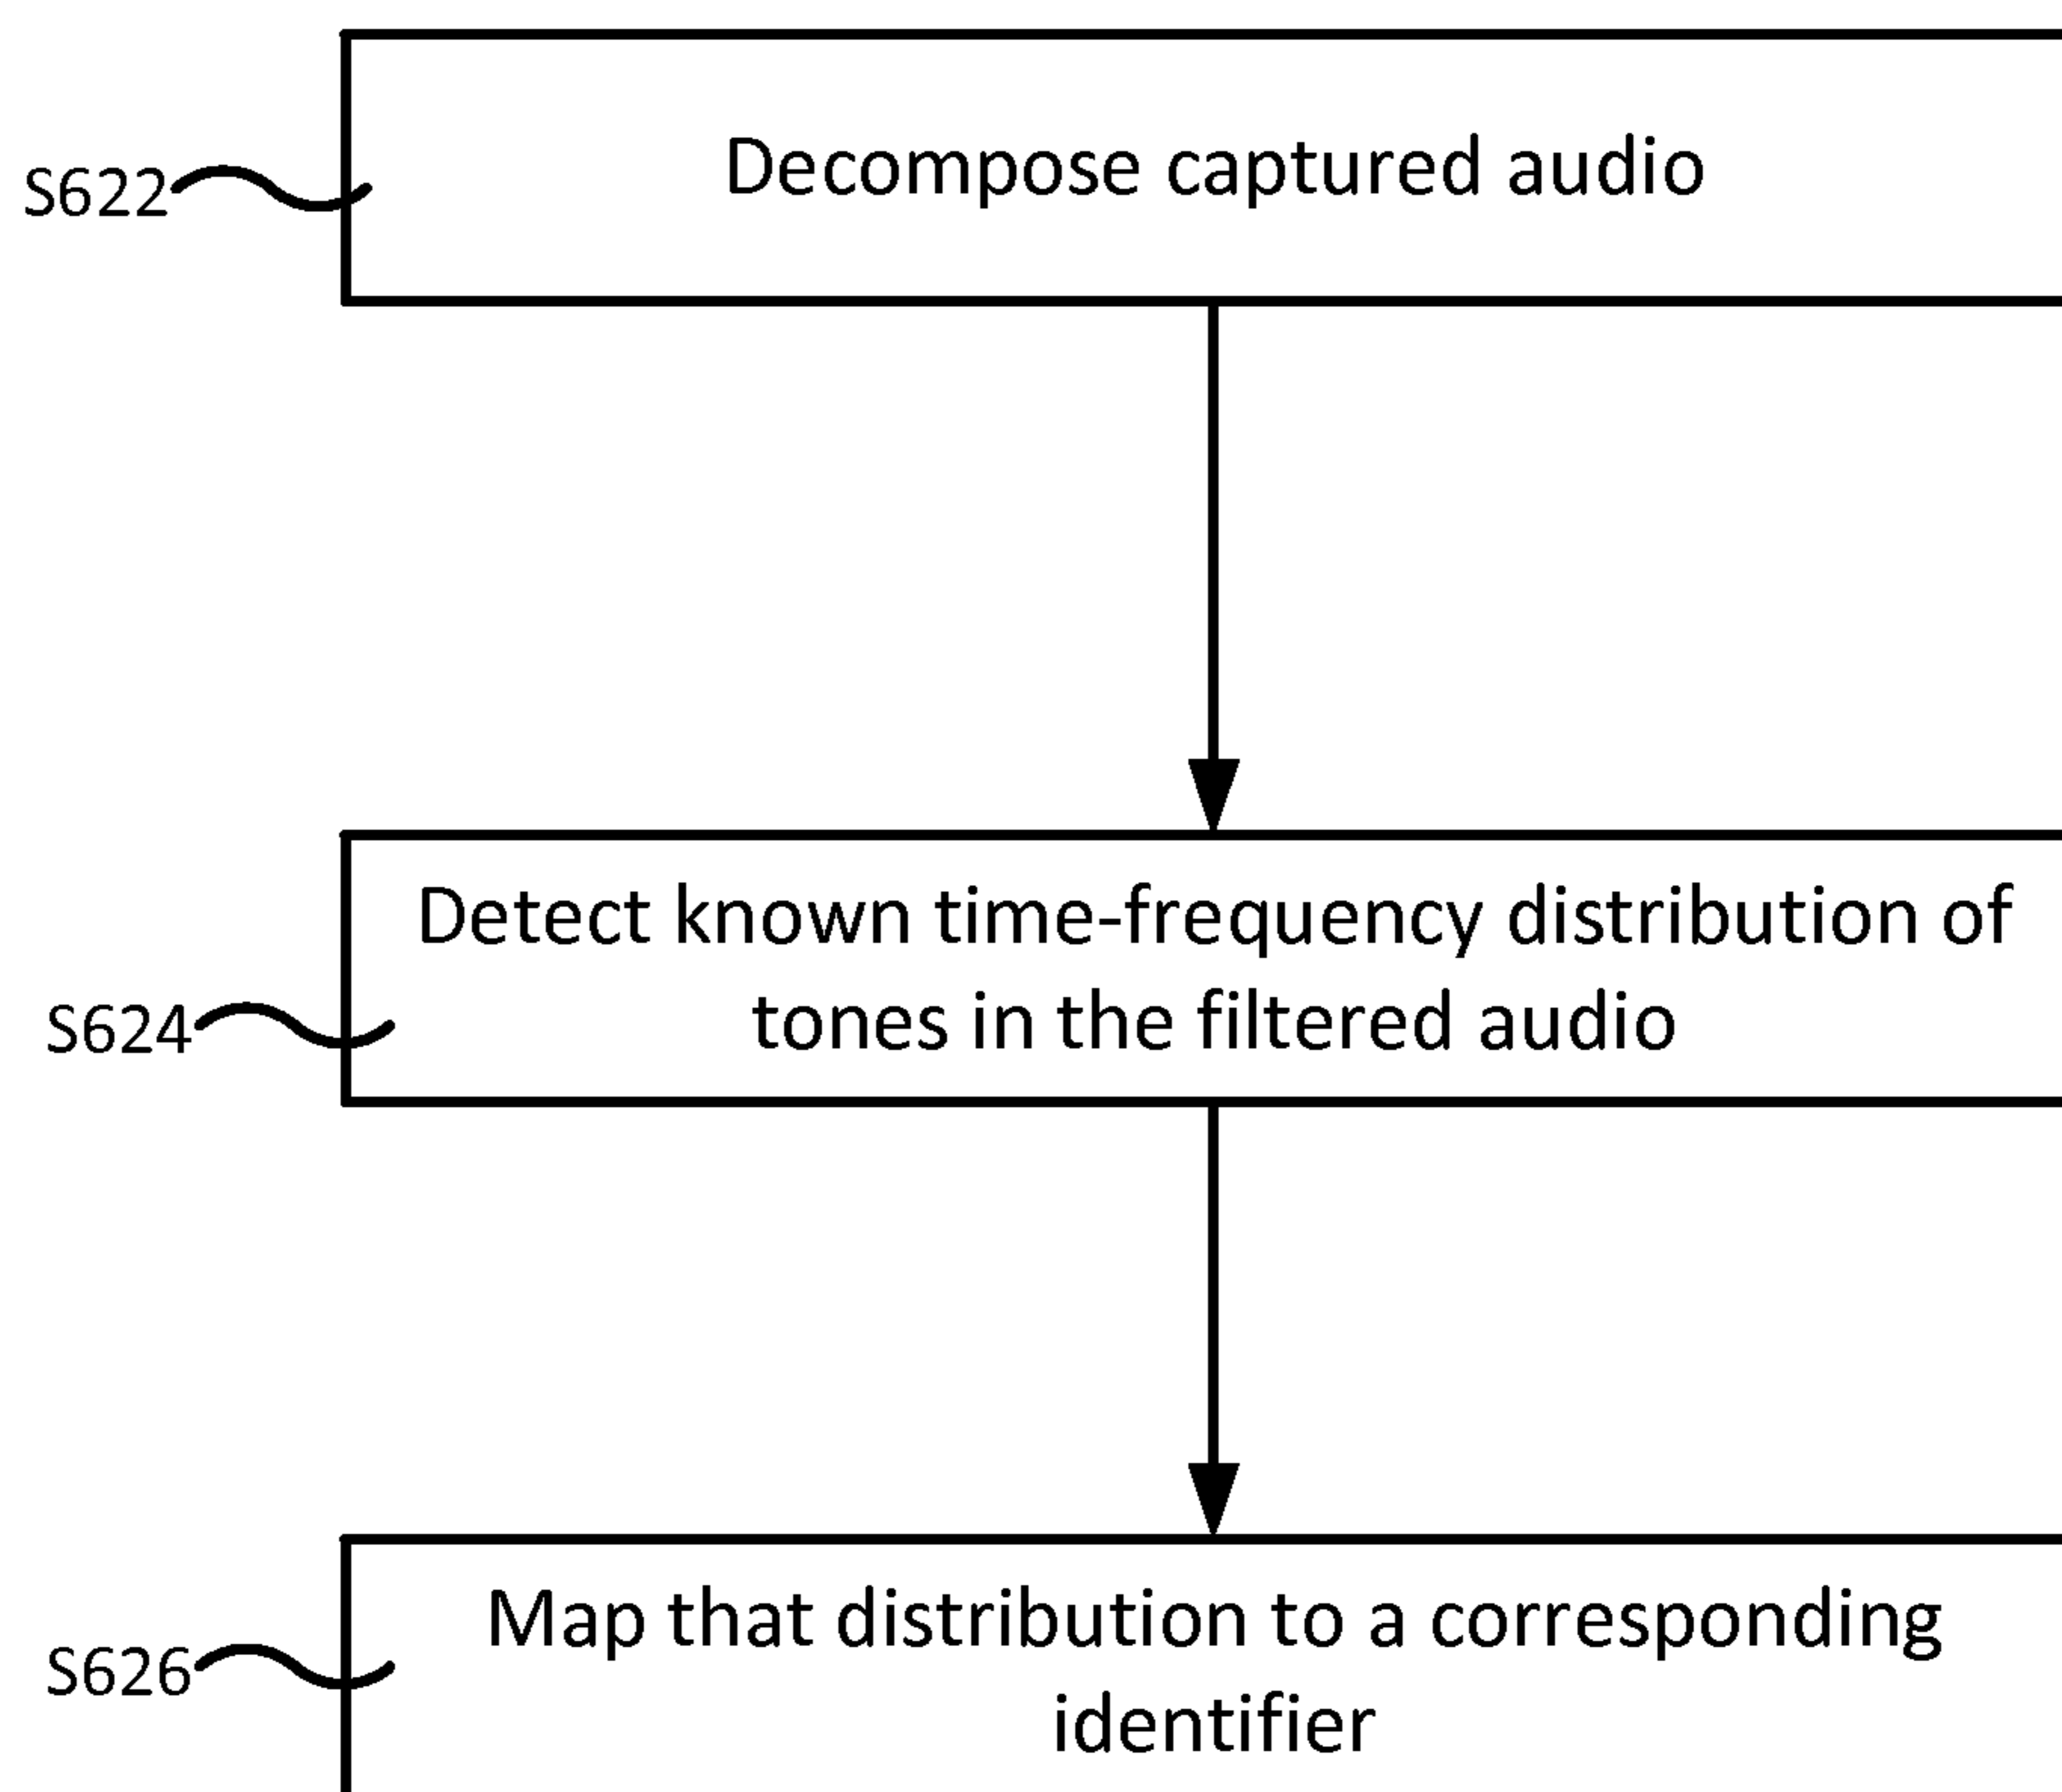 Decompose captured audio
S622
Detect known time-frequency distribution of
tones in the filtered audio
S624
Map that distribution to a corresponding
S626
identifier